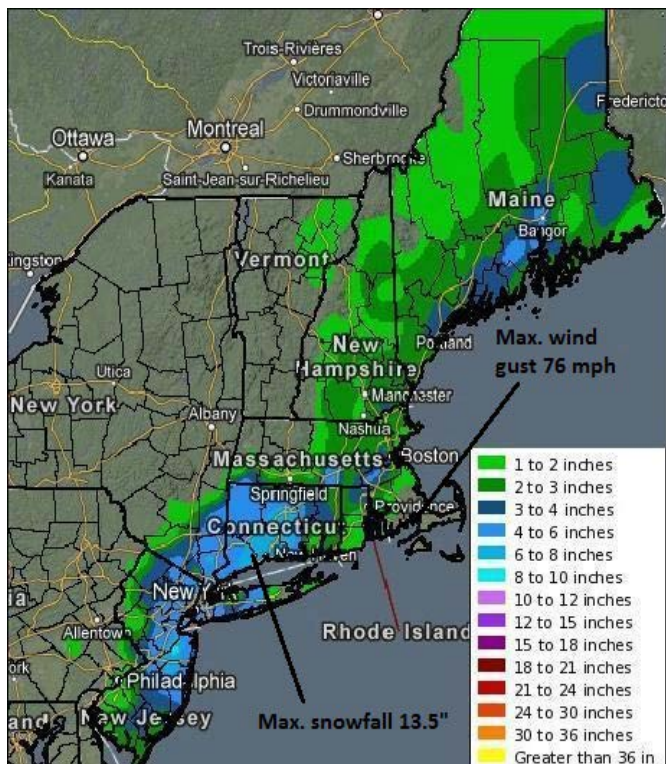 Trois-Rivières
Victoriaville
Drummondville
Fredericton
Ottawa
Montreal
Kanata
Sherbrooke
Saint-Jean-sur-Richelieu
Maine
Bangor
Kingston
Vermont
Portland
Max. wind
gust 76 mph
New
Hampshire
Utica
New York
Manchester
Albany
Nashua
Massachusetts
Boston
Springfield
Providence
Connecticut
New Haven
New York
Allentown
Rhode Island
York
Philadelphia
New Jersey
Max. snowfall 13.5"
1 to 2 inches
2 to 3 inches
3 to 4 inches
4 to 6 inches
6 to 8 inches
8 to 10 inches
10 to 12 inches
12 to 15 inches
15 to 18 inches
18 to 21 inches
21 to 24 inches
24 to 30 inches
30 to 36 inches
Greater than 36 in